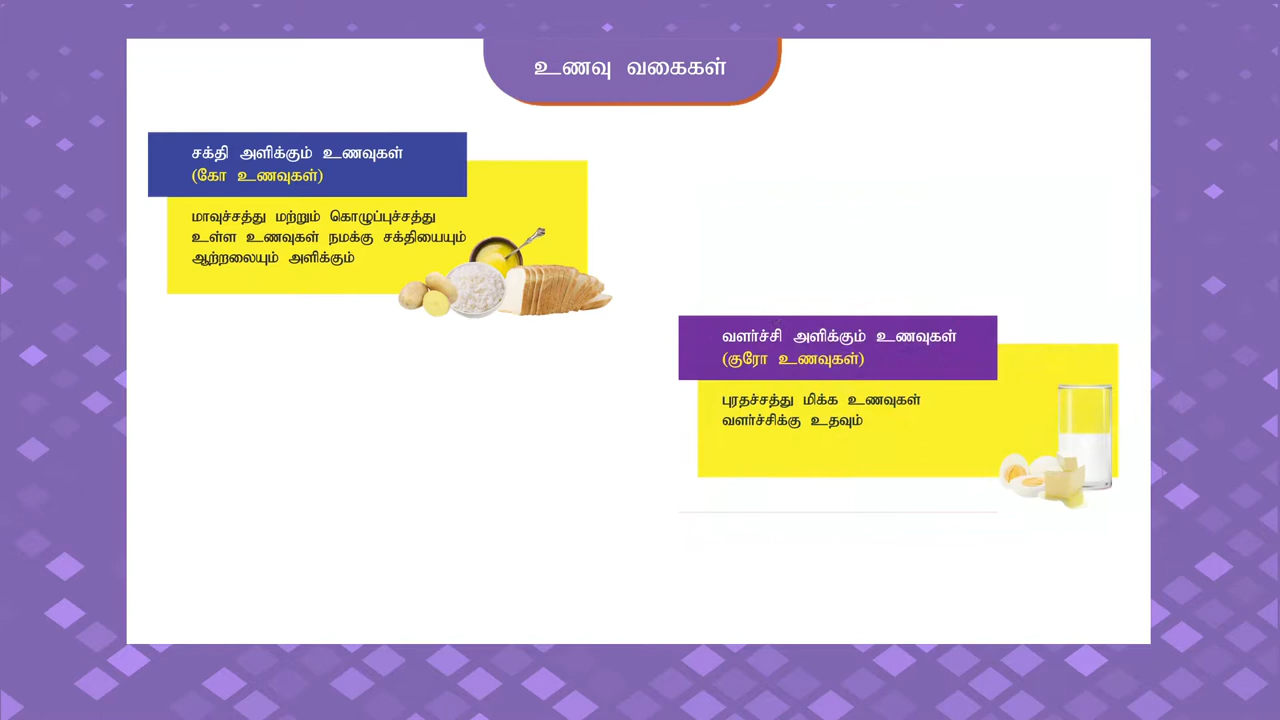 உணவு வகைகள்
சக்தி அளிக்கும் உணவுகள்
(கோ உணவுகள்)
மாவுச்சத்து மற்றும் கொழுப்புச்சத்து
உள்ள உணவுகள் நமக்கு சக்தியையும்
ஆற்றலையும் அளிக்கும்
வளர்ச்சி அளிக்கும் உணவுகள்
(குரோ உணவுகள்)
புரதச்சத்து மிக்க உணவுகள்
வளர்ச்சிக்கு உதவும்